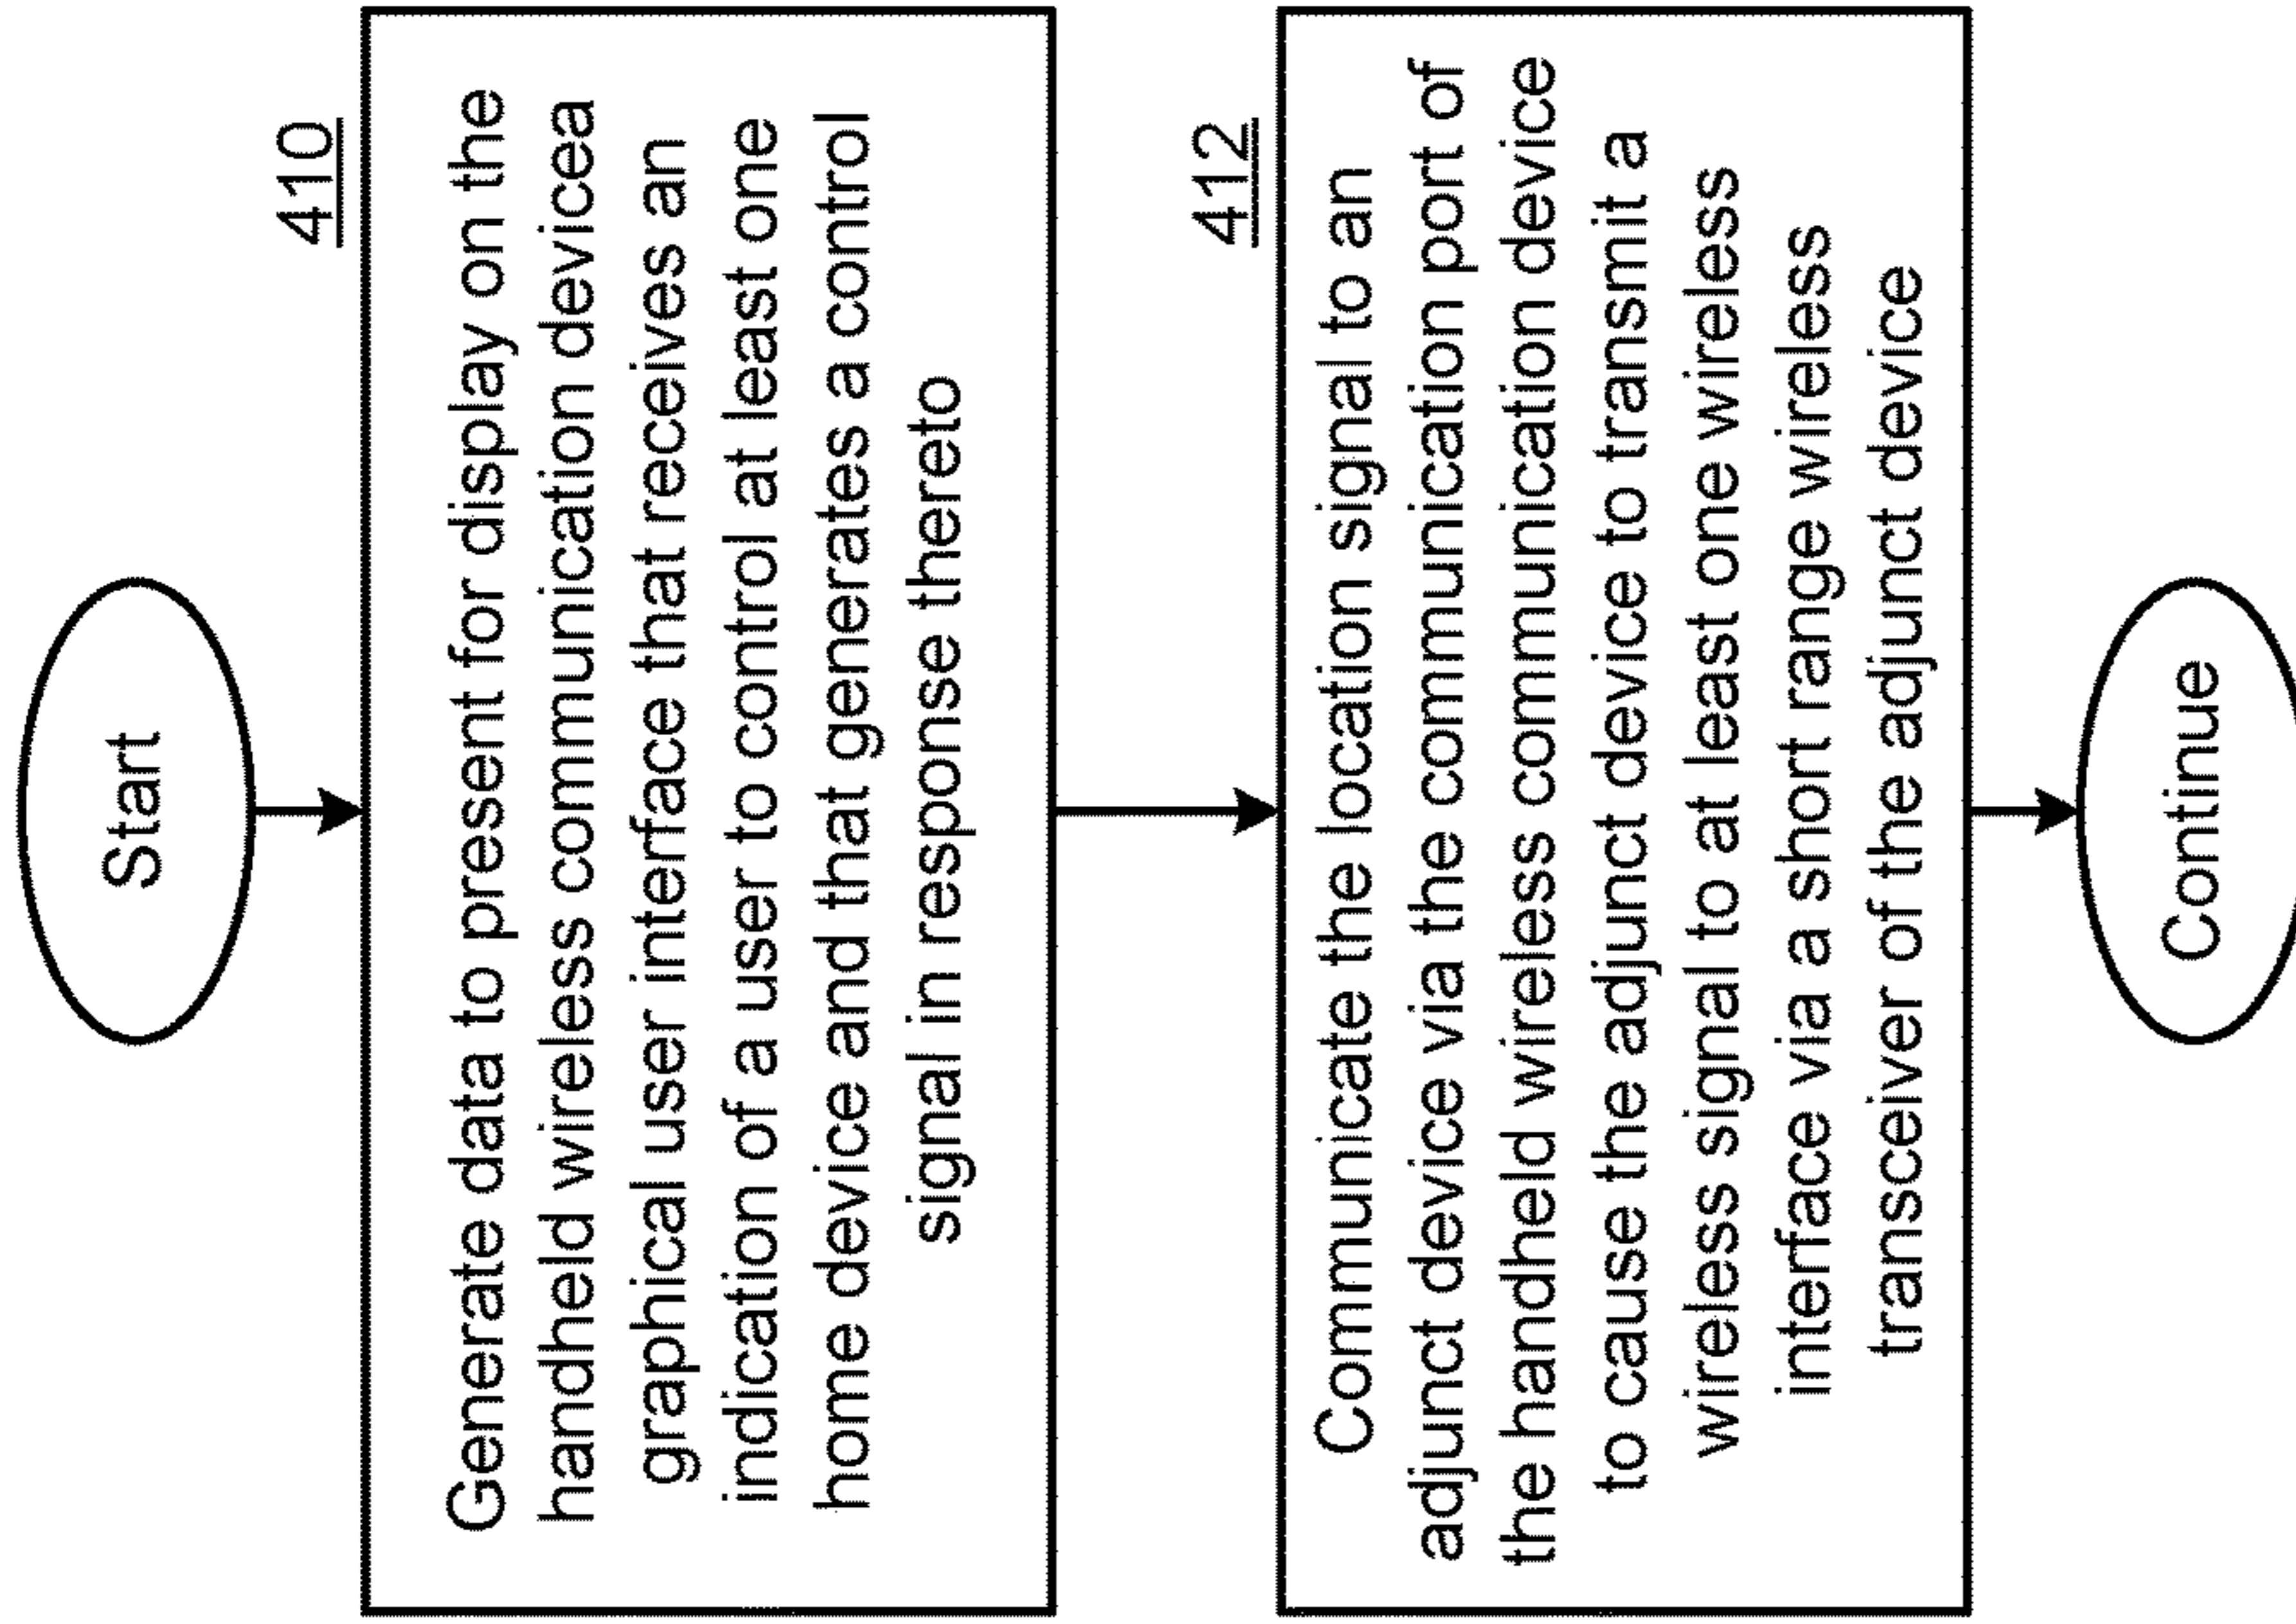 Start
410
Generate data to present for display on the
handheld wireless communication devicea
graphical user interface that receives an
indication of a user to control at least one
home device and that generates a control
signal in response thereto
412
Communicate the location signal to an
adjunct device via the communication port of
the handheld wireless communication device
to cause the adjunct device to transmit a
wireless signal to at least one wireless
interface via a short range wireless
transceiver of the adjunct device
Continue